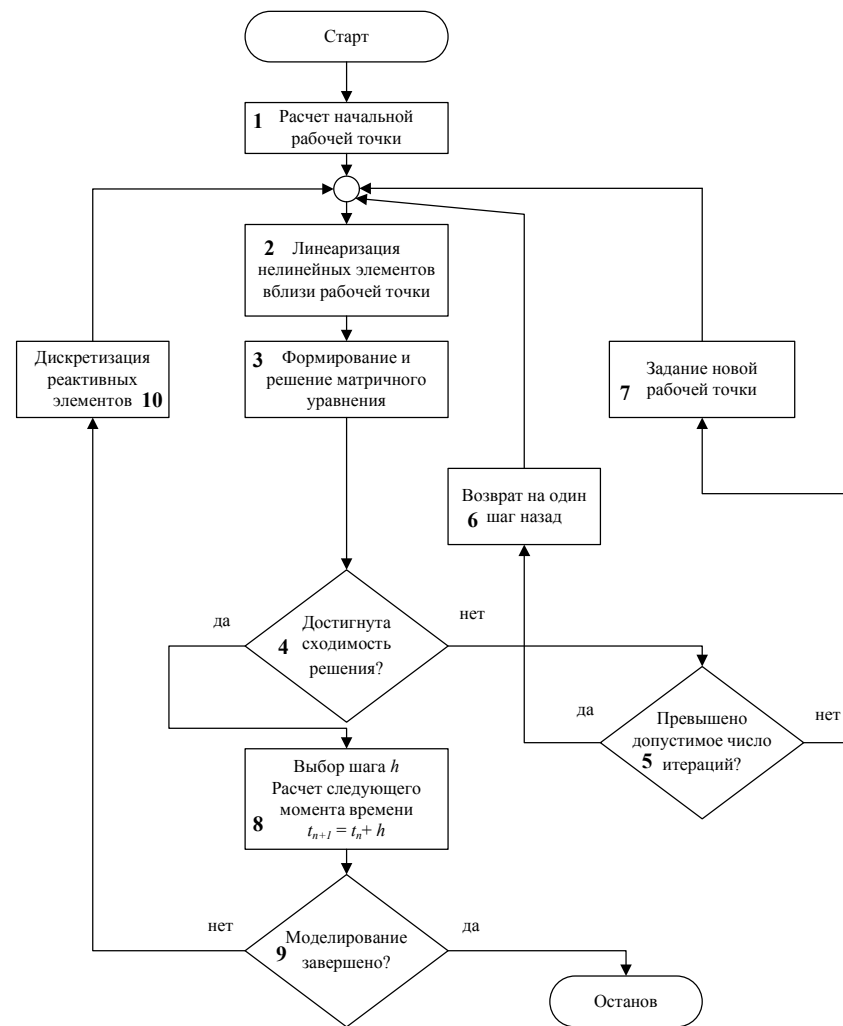 Старт
1 Расчет начальной
рабочей точки
2 Линеаризация
нелинейных элементов
вблизи рабочей точки
3 Формирование и
решение матричного
уравнения
Дискретизация
реактивных
элементов 10
Задание новой
7 рабочей точки
Возврат на один
6 шаг назад
да
нет
Достигнута
4 сходимость
решения?
да
нет
Превышено
допустимое число
5 итераций?
Выбор шага h
Расчет следующего
момента времени
8 tn+1 = tn+ h
нет
да
Моделирование
9 завершено?
Останов